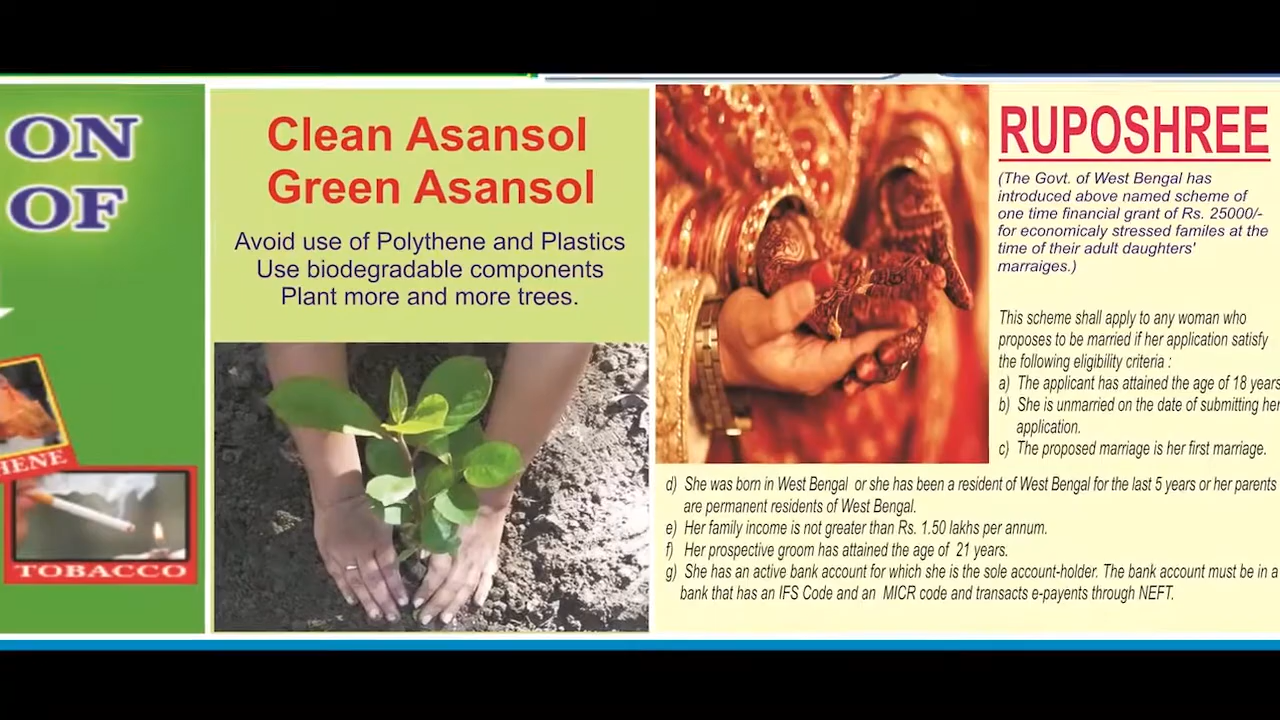 ON
OF
HENE
TOBACCO
Clean Asansol
Green Asansol
Avoid use of Polythene and Plastics
Use biodegradable components
Plant more and more trees.
RUPOSHREE
(The Govt. of West Bengal has
introduced above named scheme of
one time financial grant of Rs. 25000/-
for economicaly stressed familes at the
time of their adult daughters'
marraiges.)
This scheme shall apply to any woman who
proposes to be married if her application satisfy
the following eligibility criteria :
a) The applicant has attained the age of 18 years
b) She is unmarried on the date of submitting her
application.
c) The proposed marriage is her first marriage.
d) She was born in West Bengal or she has been a resident of West Bengal for the last 5 years or her parents
are permanent residents of West Bengal.
e) Her family income is not greater than Rs. 1.50 lakhs per annum.
f) Her prospective groom has attained the age of 21 years.
g) She has an active bank account for which she is the sole account-holder. The bank account must be in a
bank that has an IFS Code and an MICR code and transacts e-payents through NEFT.